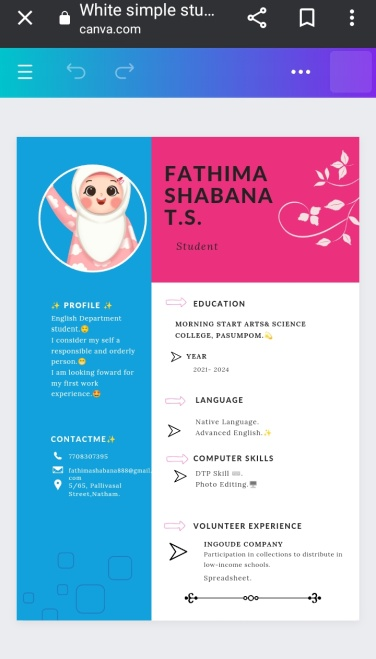 White simple stu...
canva.com
FATHIMA
SHABANA
T.S.
Student
✨ PROFILE ✨
English Department
student.😌
I consider my self a
responsible and orderly
person.😁
I am looking foward for
my first work
experience.🤩
CONTACTME✨
7708307395
fathimashabana688@gmail.
com
5/65, Pallivasal
Street,Natham.
EDUCATION
MORNING START ARTS& SCIENCE
COLLEGE, PASUMPOM.💫
YEAR
2021- 2024
LANGUAGE
Native Language.
Advanced English.✨
COMPUTER SKILLS
DTP Skill ⌨.
Photo Editing.🖥
VOLUNTEER EXPERIENCE
INGOUDE COMPANY
Participation in collections to distribute in
low-income schools.
Spreadsheet.